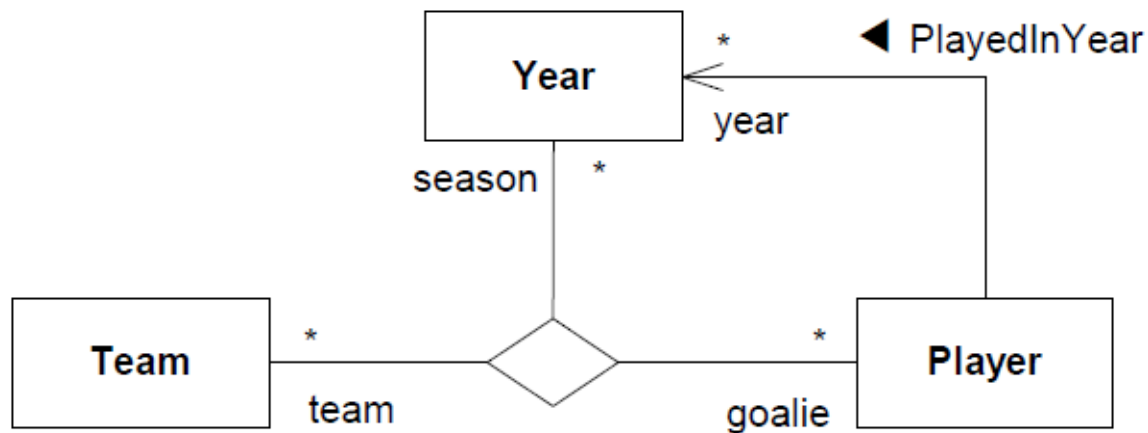 * ◀ PlayedInYear
Year
year
season *
Team * * Player
team goalie